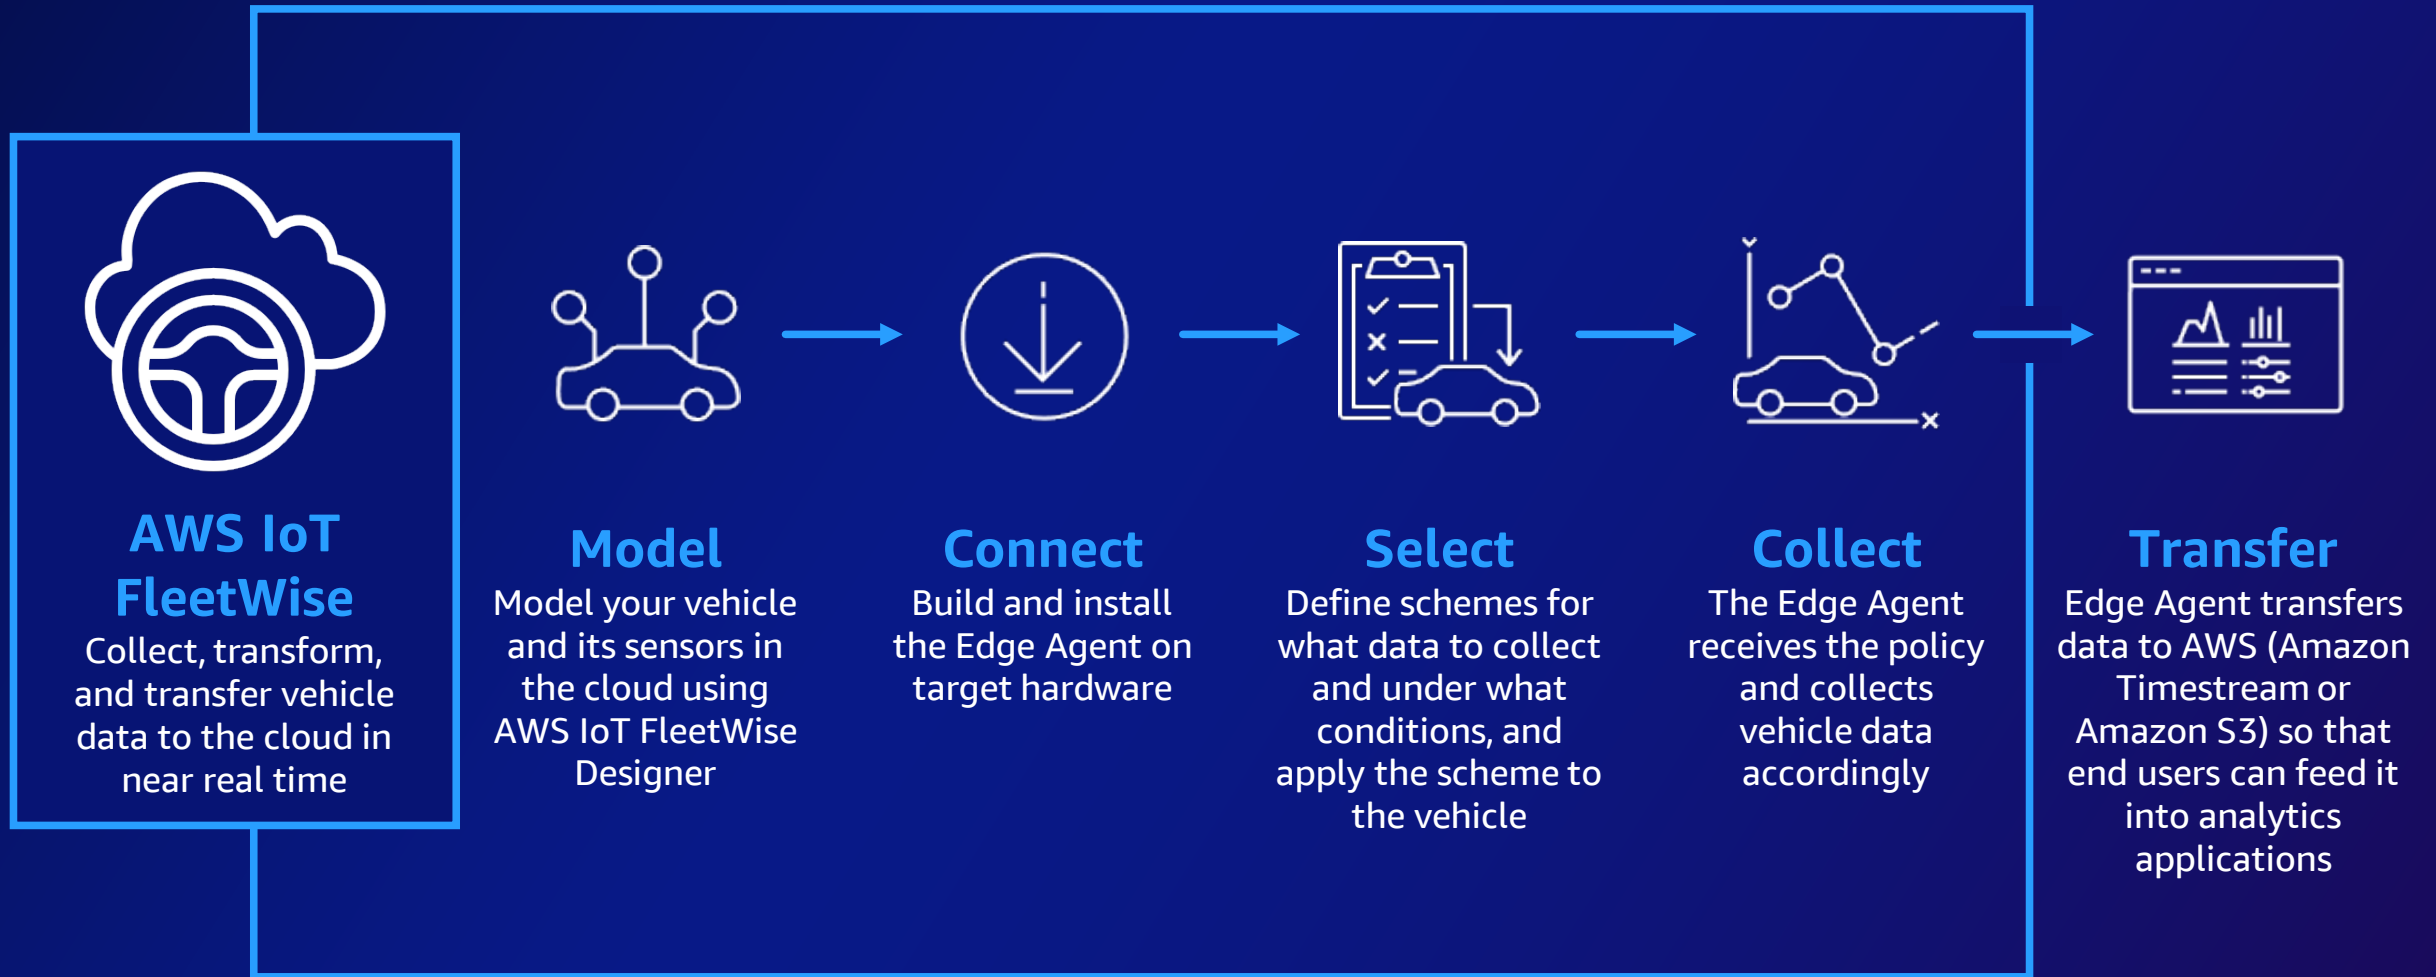 AWS IoT
FleetWise
Collect, transform,
and transfer vehicle
data to the cloud in
near real time
Model
Model your vehicle
and its sensors in
the cloud using
AWS IoT FleetWise
Designer
Connect
Build and install
the Edge Agent on
target hardware
Select
Define schemes for
what data to collect
and under what
conditions, and
apply the scheme to
the vehicle
Collect
The Edge Agent
receives the policy
and collects
vehicle data
accordingly
Transfer
Edge Agent transfers
data to AWS (Amazon
Timestream or
Amazon S3) so that
end users can feed it
into analytics
applications